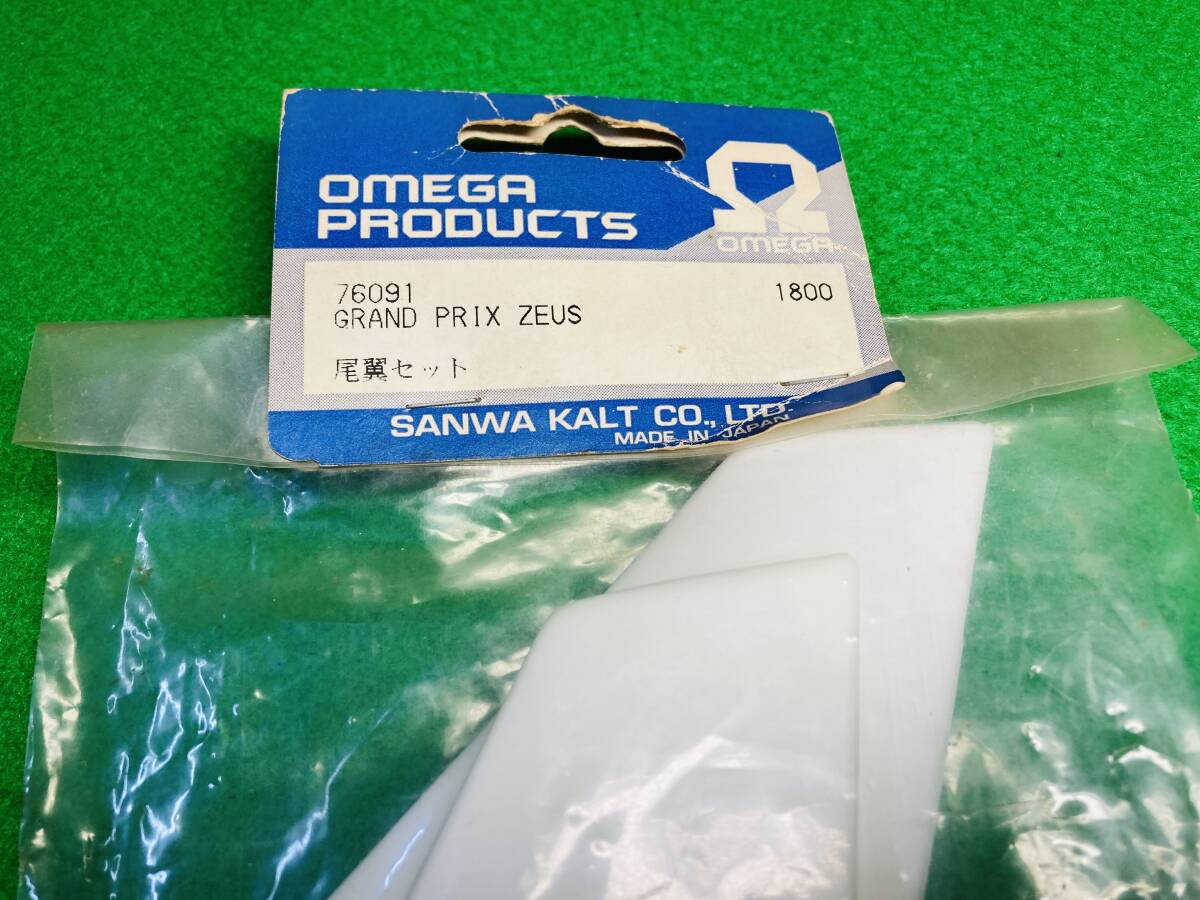 OMEGA
PRODUCTS
Ω
OMEGA
76091 1800
GRAND PRIX ZEUS
尾翼セット
SANWA KALT CO., LTD.
MADE IN JAPAN